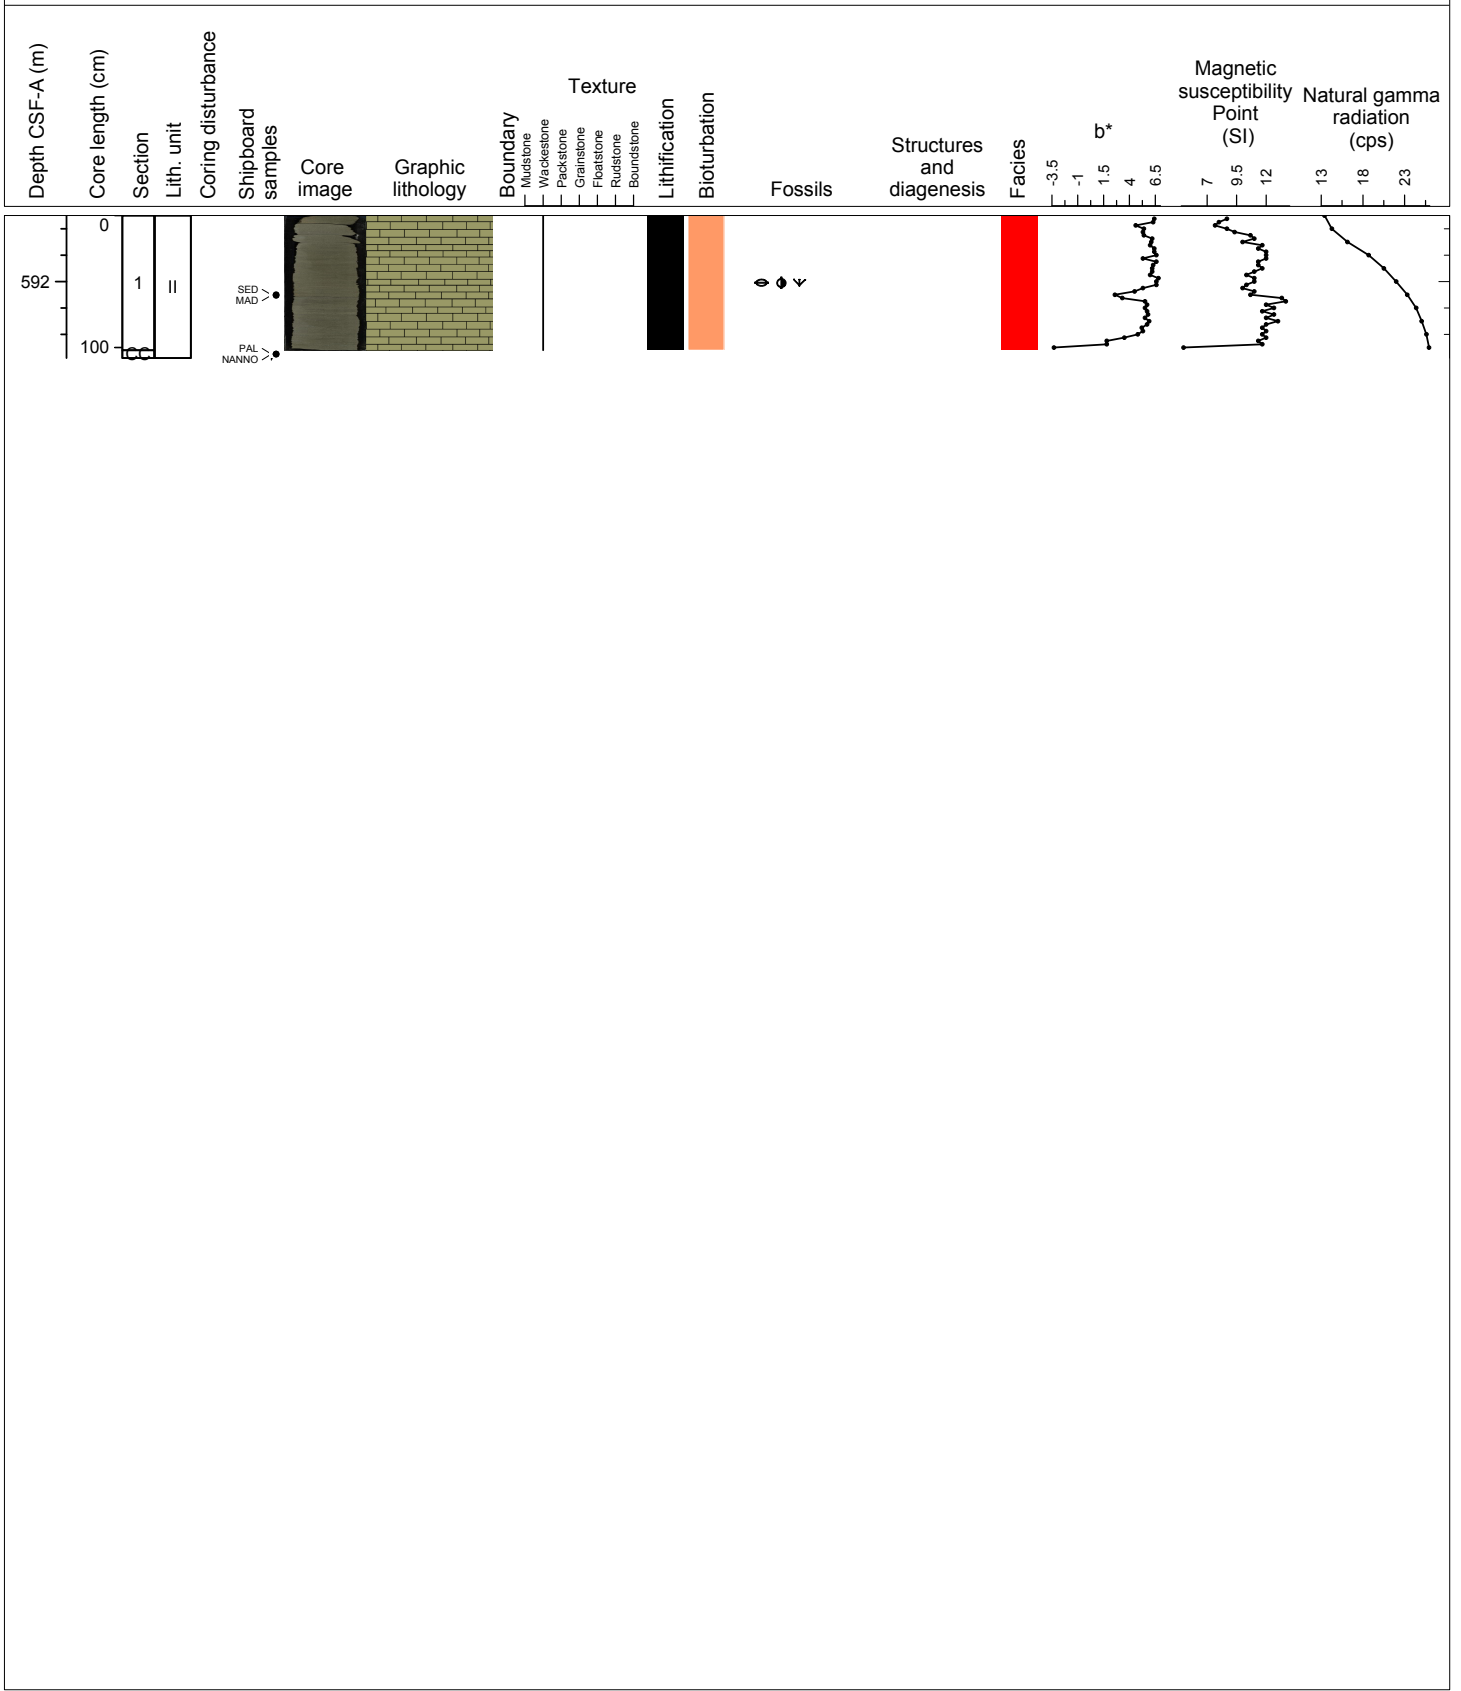 Depth CSF-A (m)
Core length (cm)
Section
Lith. unit
Coring disturbance
Shipboard
samples
Core
image
Graphic
lithology
Boundary
Texture
Mudstone
Wackestone
Packstone
Grainstone
Floatstone
Rudstone
Boundstone
Lithification
Bioturbation
Fossils
Structures
and
diagenesis
Facies
b*
-3.5
-1
1.5
4
6.5
Magnetic
susceptibility
Point
(SI)
7
9.5
12
Natural gamma
radiation
(cps)
13
18
23
592
0
100
1
CC
II
SED
MAD
PAL
NANNO